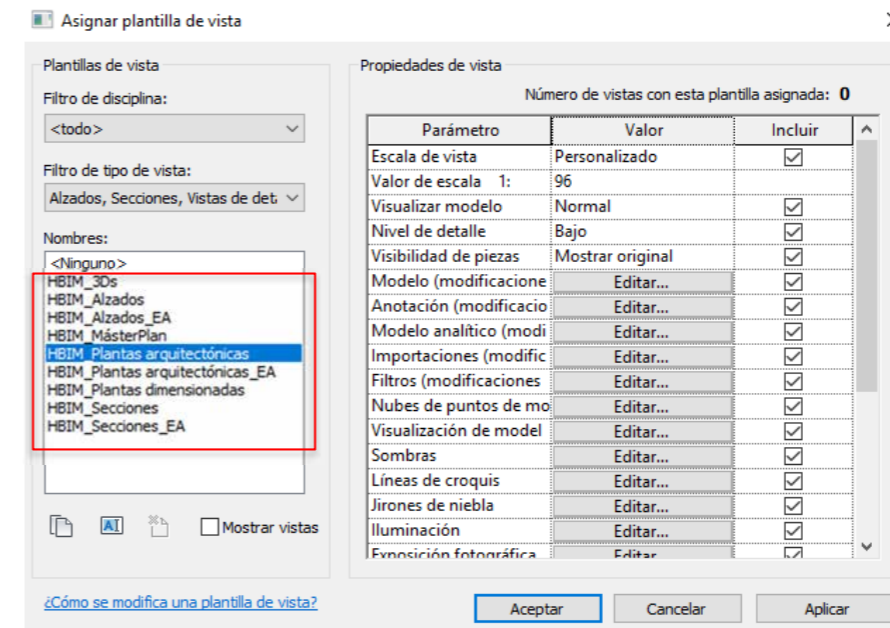 Asignar plantilla de vista
Plantillas de vista
Filtro de disciplina:
<todo>
Filtro de tipo de vista:
Alzados, Secciones, Vistas de det
Nombres:
<Ninguno>
HBIM_3Ds
HBIM_Alzados
HBIM_Alzados_EA
HBIM_MásterPlan
HBIM_Plantas arquitectónicas
HBIM_Plantas arquitectónicas_EA
HBIM_Plantas dimensionadas
HBIM_Secciones
HBIM_Secciones_EA
AI
Mostrar vistas
¿Cómo se modifica una plantilla de vista?
Propiedades de vista
Número de vistas con esta plantilla asignada: 0
Parámetro Valor Incluir
Escala de vista Personalizado
Valor de escala 1: 96
Visualizar modelo Normal
Nivel de detalle Bajo
Visibilidad de piezas Mostrar original
Modelo (modificacione Editar...
Anotación (modificacio Editar...
Modelo analítico (modi Editar...
Importaciones (modific Editar...
Filtros (modificaciones Editar...
Nubes de puntos de mo Editar...
Visualización de model Editar...
Sombras Editar...
Líneas de croquis Editar...
Jirones de niebla Editar...
Iluminación Editar...
Exposición fotográfica Editar
Aceptar Cancelar Aplicar